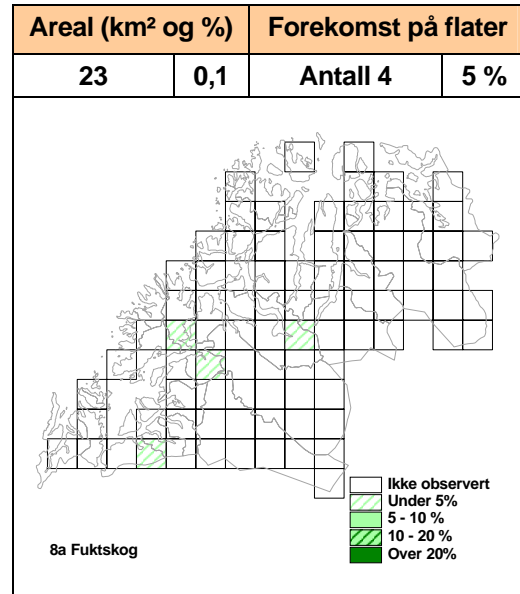 Areal (km² og %) Forekomst på flater
23 0,1 Antall 4 5 %
Ikke observert
Under 5%
5 - 10 %
10 - 20 %
Over 20%
8a Fuktskog